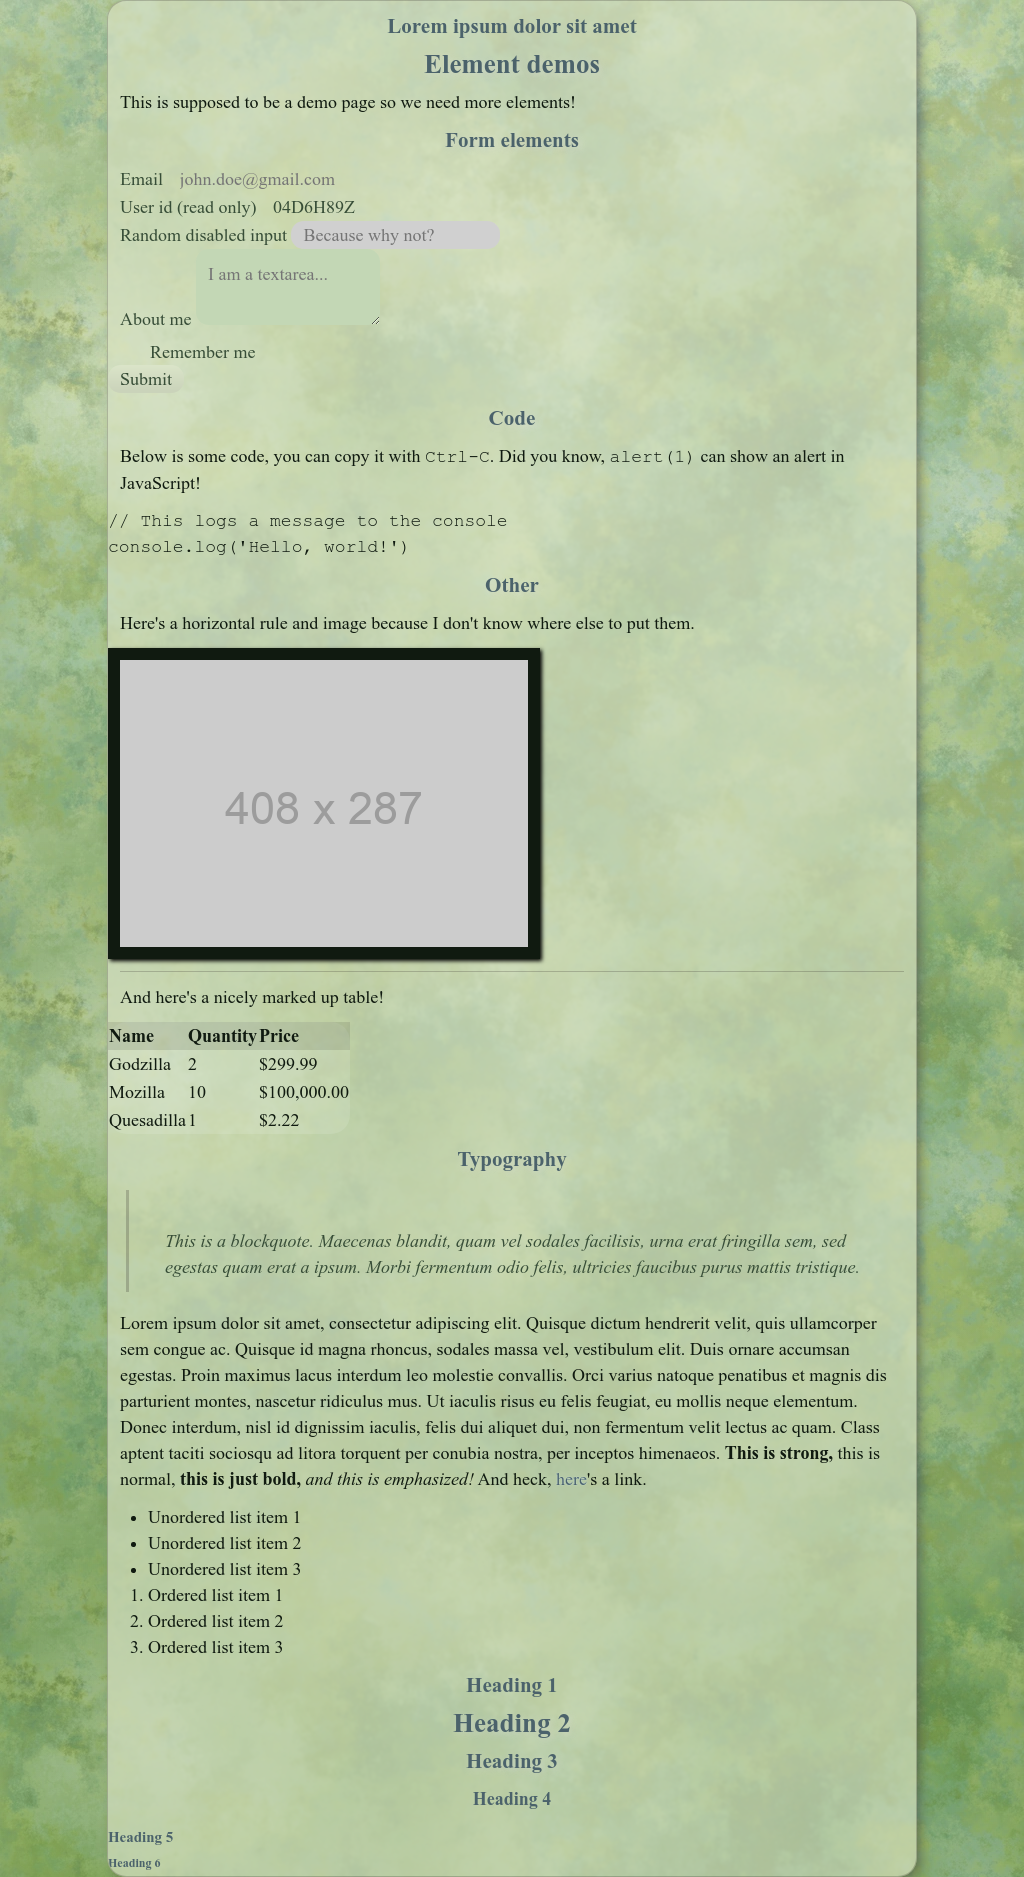 Lorem ipsum dolor sit amet
Element demos
This is supposed to be a demo page so we need more elements!
Form elements
Email john.doe@gmail.com
User id (read only) 04D6H89Z
Random disabled input Because why not?
I am a textarea...
About me
Remember me
Submit
Code
Below is some code, you can copy it with Ctrl-C. Did you know, alert(1) can show an alert in
JavaScript!
// This logs a message to the console
console.log('Hello, world!')
Other
Here's a horizontal rule and image because I don't know where else to put them.
408 x 287
And here's a nicely marked up table!
Name Quantity Price
Godzilla 2 $299.99
Mozilla 10 $100,000.00
Quesadilla 1 $2.22
Typography
This is a blockquote. Maecenas blandit, quam vel sodales facilisis, urna erat fringilla sem, sed
egestas quam erat a ipsum. Morbi fermentum odio felis, ultricies faucibus purus mattis tristique.
Lorem ipsum dolor sit amet, consectetur adipiscing elit. Quisque dictum hendrerit velit, quis ullamcorper
sem congue ac. Quisque id magna rhoncus, sodales massa vel, vestibulum elit. Duis ornare accumsan
egestas. Proin maximus lacus interdum leo molestie convallis. Orci varius natoque penatibus et magnis dis
parturient montes, nascetur ridiculus mus. Ut iaculis risus eu felis feugiat, eu mollis neque elementum.
Donec interdum, nisl id dignissim iaculis, felis dui aliquet dui, non fermentum velit lectus ac quam. Class
aptent taciti sociosqu ad litora torquent per conubia nostra, per inceptos himenaeos. This is strong, this is
normal, this is just bold, and this is emphasized! And heck, here's a link.
• Unordered list item 1
• Unordered list item 2
• Unordered list item 3
1. Ordered list item 1
2. Ordered list item 2
3. Ordered list item 3
Heading 1
Heading 2
Heading 3
Heading 4
Heading 5
Heading 6